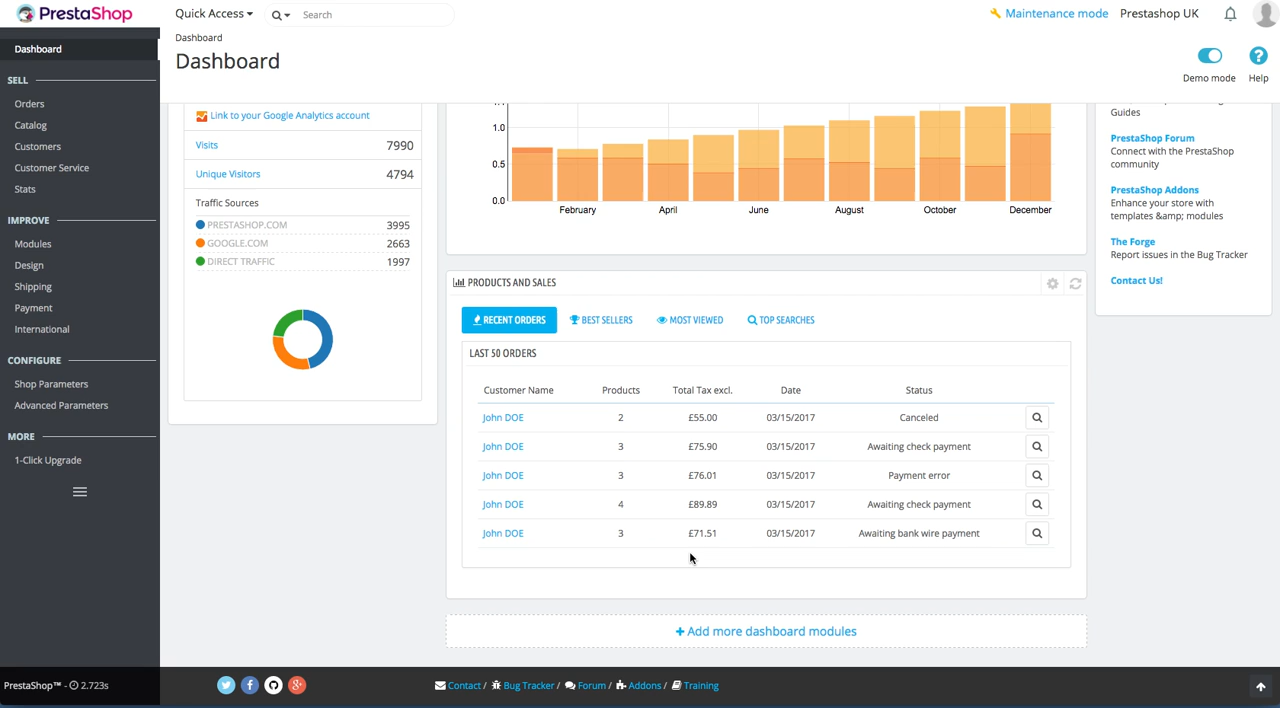 PrestaShop
Quick Access
Search
Maintenance mode
Prestashop UK
Dashboard
Dashboard
Demo mode
Help
Dashboard
SELL
Orders
Catalog
Customers
Customer Service
Stats
IMPROVE
Modules
Design
Shipping
Payment
International
CONFIGURE
Shop Parameters
Advanced Parameters
MORE
1-Click Upgrade
PrestaShop™ - 2.723s
Link to your Google Analytics account
Visits 7990
Unique Visitors 4794
Traffic Sources
PRESTASHOP.COM 3995
GOOGLE.COM 2663
DIRECT TRAFFIC 1997
1.0
0.5
0.0
February April June August October December
PRODUCTS AND SALES
RECENT ORDERS BEST SELLERS MOST VIEWED TOP SEARCHES
LAST 50 ORDERS
Customer Name Products Total Tax excl. Date Status
John DOE 2 £55.00 03/15/2017 Canceled
John DOE 3 £75.90 03/15/2017 Awaiting check payment
John DOE 3 £76.01 03/15/2017 Payment error
John DOE 4 £89.89 03/15/2017 Awaiting check payment
John DOE 3 £71.51 03/15/2017 Awaiting bank wire payment
+ Add more dashboard modules
Guides
PrestaShop Forum
Connect with the PrestaShop
community
PrestaShop Addons
Enhance your store with
templates &amp; modules
The Forge
Report issues in the Bug Tracker
Contact Us!
Contact / Bug Tracker / Forum / Addons / Training